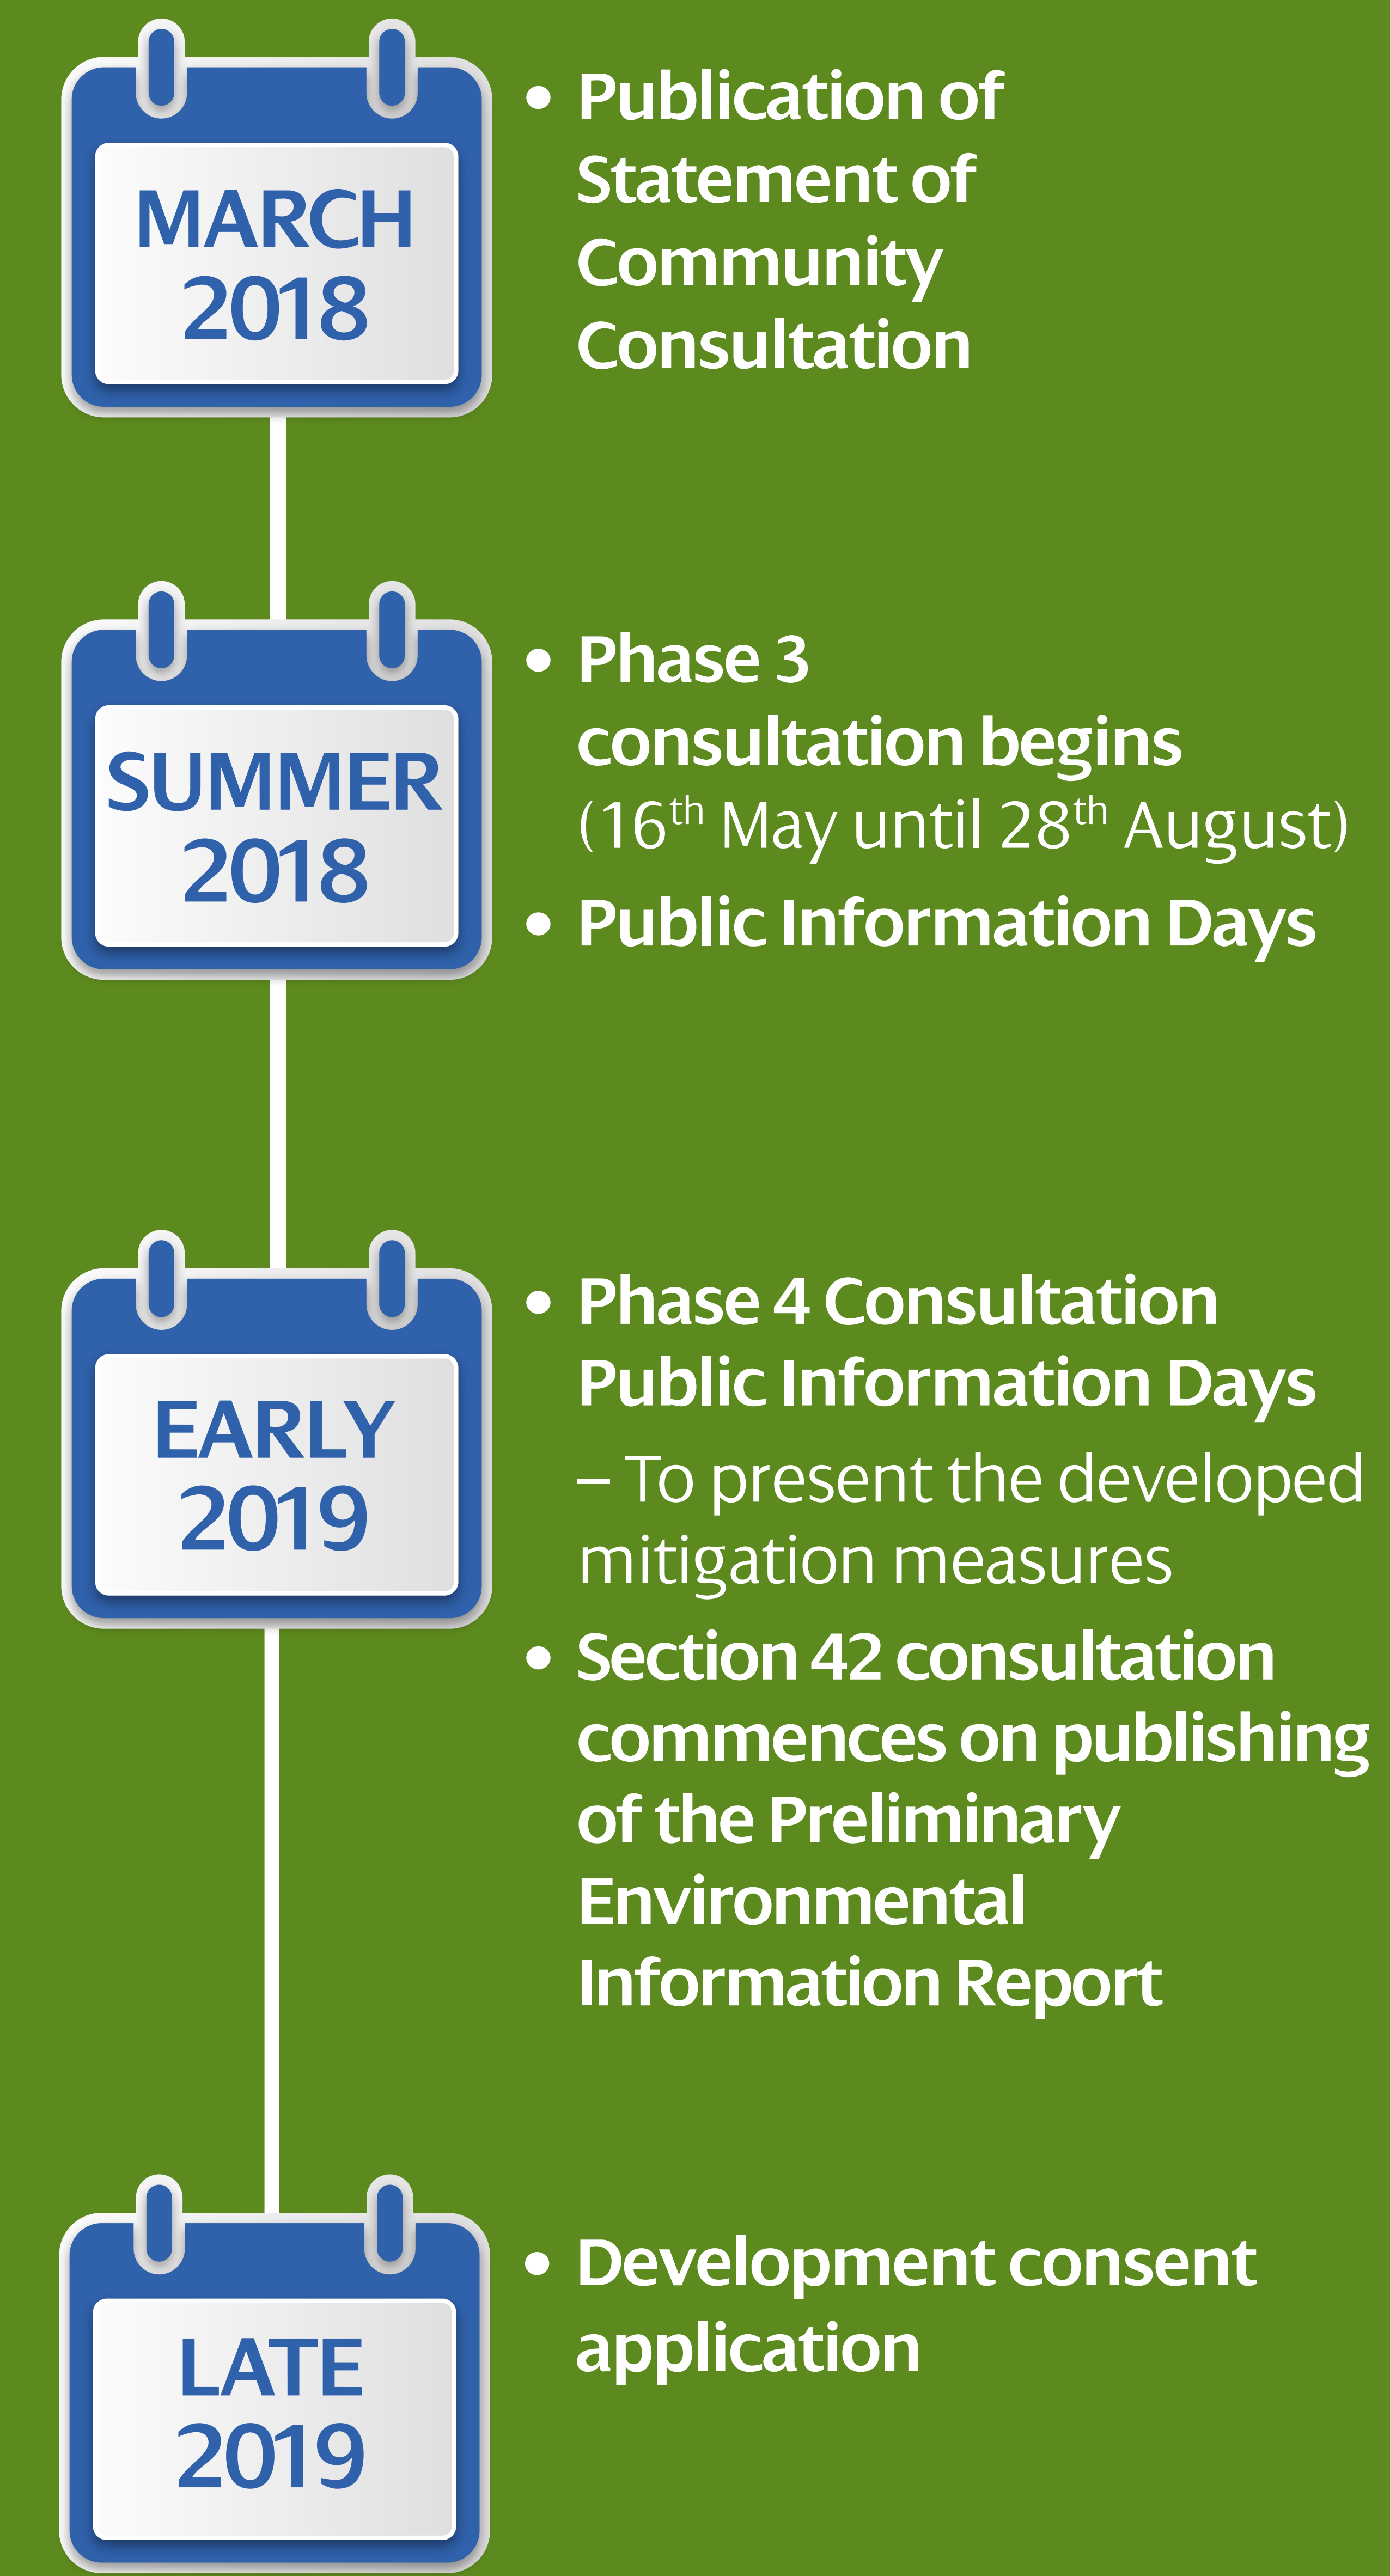 MARCH
2018
• Publication of
Statement of
Community
Consultation
SUMMER
2018
• Phase 3
consultation begins
(16th May until 28th August)
• Public Information Days
EARLY
2019
• Phase 4 Consultation
Public Information Days
– To present the developed
mitigation measures
• Section 42 consultation
commences on publishing
of the Preliminary
Environmental
Information Report
LATE
2019
• Development consent
application